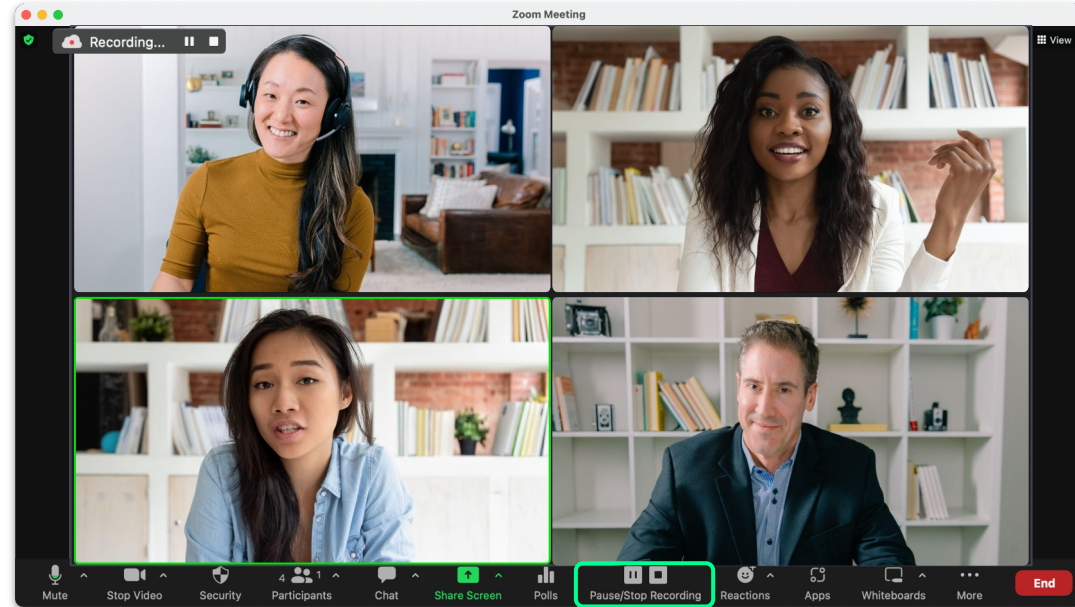 Zoom Meeting
Recording...
View
4 1
Mute
Stop Video
Security
Participants
Chat
Share Screen
Polls
Pause/Stop Recording
Reactions
Apps
Whiteboards
More
End